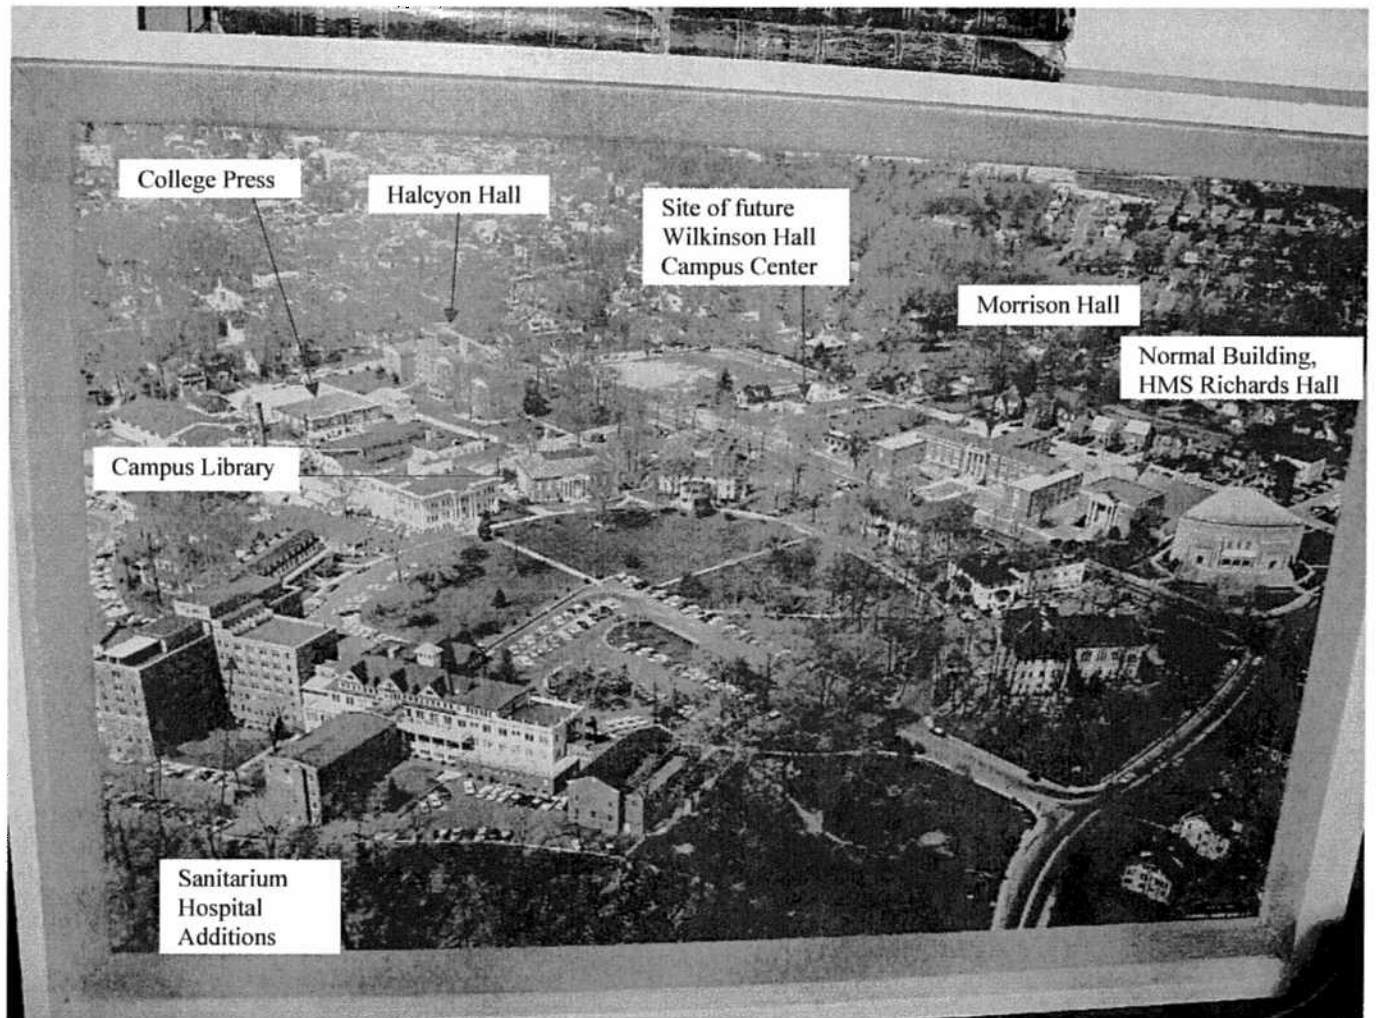 College Press
Halcyon Hall
Site of future
Wilkinson Hall
Campus Center
Morrison Hall
Normal Building,
HMS Richards Hall
Campus Library
Sanitarium
Hospital
Additions